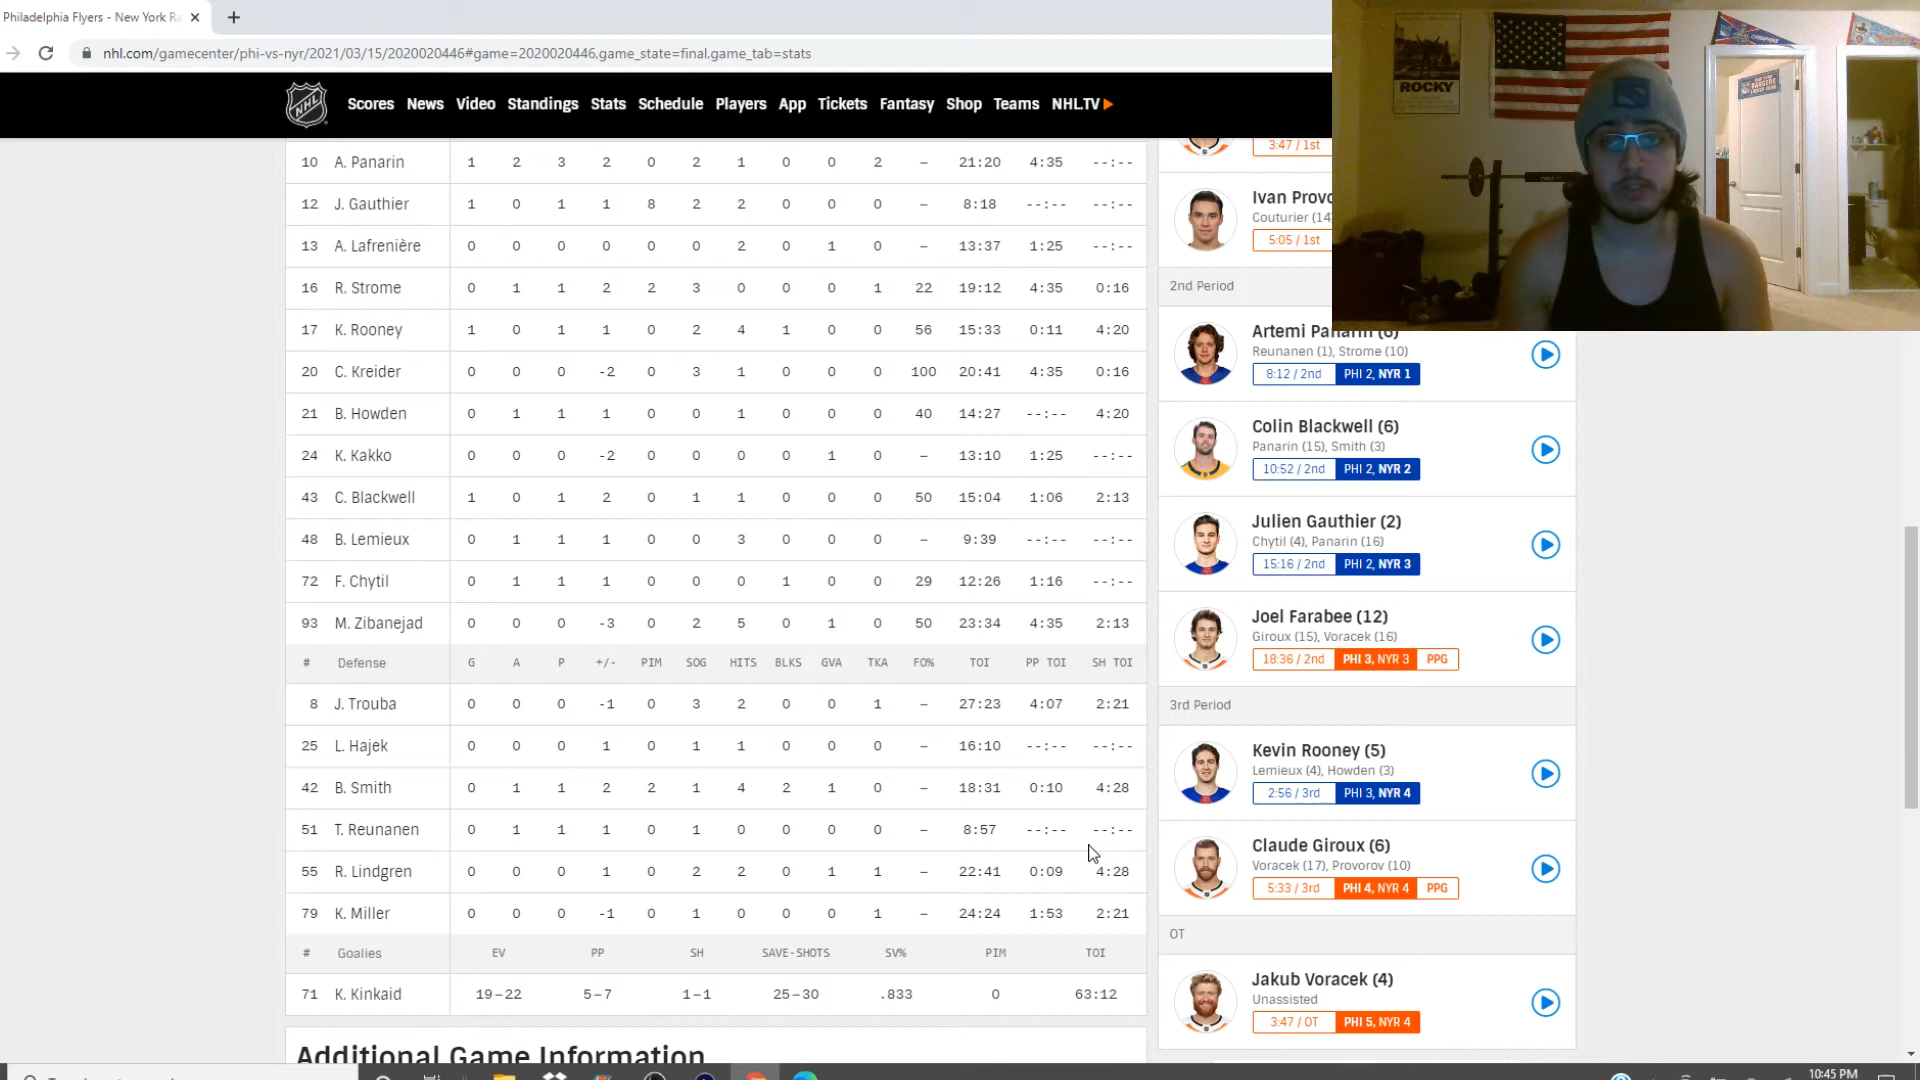 Philadelphia Flyers - New York Ra
nhl.com/gamecenter/phi-vs-nyr/2021/03/15/2020020446#game=2020020446,game_state=final,game_tab=stats
NHL
Scores News Video Standings Stats Schedule Players App Tickets Fantasy Shop Teams NHL.TV
ROCKY
10 A. Panarin 1 2 3 2 0 2 1 0 0 2 – 21:20 4:35 --:--
12 J. Gauthier 1 0 1 1 8 2 2 0 0 0 – 8:18 --:-- --:--
13 A. Lafrenière 0 0 0 0 0 0 2 0 1 0 – 13:37 1:25 --:--
16 R. Strome 0 1 1 2 2 3 0 0 0 1 22 19:12 4:35 0:16
17 K. Rooney 1 0 1 1 0 2 4 1 0 0 56 15:33 0:11 4:20
20 C. Kreider 0 0 0 -2 0 3 1 0 0 0 100 20:41 4:35 0:16
21 B. Howden 0 1 1 1 0 0 1 0 0 0 40 14:27 --:-- 4:20
24 K. Kakko 0 0 0 -2 0 0 0 0 1 0 – 13:10 1:25 --:--
43 C. Blackwell 1 0 1 2 0 1 1 0 0 0 50 15:04 1:06 2:13
48 B. Lemieux 0 1 1 1 0 0 3 0 0 0 – 9:39 --:-- --:--
72 F. Chytil 0 1 1 1 0 0 0 1 0 0 29 12:26 1:16 --:--
93 M. Zibanejad 0 0 0 -3 0 2 5 0 1 0 50 23:34 4:35 2:13
# Defense G A P +/- PIM SOG HITS BLKS GVA TKA FO% TOI PP TOI SH TOI
8 J. Trouba 0 0 0 -1 0 3 2 0 0 1 – 27:23 4:07 2:21
25 L. Hajek 0 0 0 1 0 1 1 0 0 0 – 16:10 --:-- --:--
42 B. Smith 0 1 1 2 2 1 4 2 1 0 – 18:31 0:10 4:28
51 T. Reunanen 0 1 1 1 0 1 0 0 0 0 – 8:57 --:-- --:--
55 R. Lindgren 0 0 0 1 0 2 2 0 1 1 – 22:41 0:09 4:28
79 K. Miller 0 0 0 -1 0 1 0 0 0 1 – 24:24 1:53 2:21
# Goalies EV PP SH SAVE-SHOTS SV% PIM TOI
71 K. Kinkaid 19–22 5–7 1–1 25–30 .833 0 63:12
Additional Game Information
3:47 / 1st
Ivan Provo
Couturier (14)
5:05 / 1st
2nd Period
Artemi Panarin (6)
Reunanen (1), Strome (10)
8:12 / 2nd PHI 2, NYR 1
Colin Blackwell (6)
Panarin (15), Smith (3)
10:52 / 2nd PHI 2, NYR 2
Julien Gauthier (2)
Chytil (4), Panarin (16)
15:16 / 2nd PHI 2, NYR 3
Joel Farabee (12)
Giroux (15), Voracek (16)
18:36 / 2nd PHI 3, NYR 3 PPG
3rd Period
Kevin Rooney (5)
Lemieux (4), Howden (3)
2:56 / 3rd PHI 3, NYR 4
Claude Giroux (6)
Voracek (17), Provorov (10)
5:33 / 3rd PHI 4, NYR 4 PPG
OT
Jakub Voracek (4)
Unassisted
3:47 / OT PHI 5, NYR 4
10:45 PM